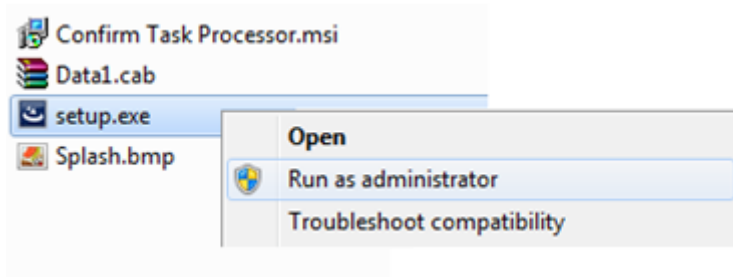 Confirm Task Processor.msi
Data1.cab
setup.exe
Splash.bmp
Open
Run as administrator
Troubleshoot compatibility